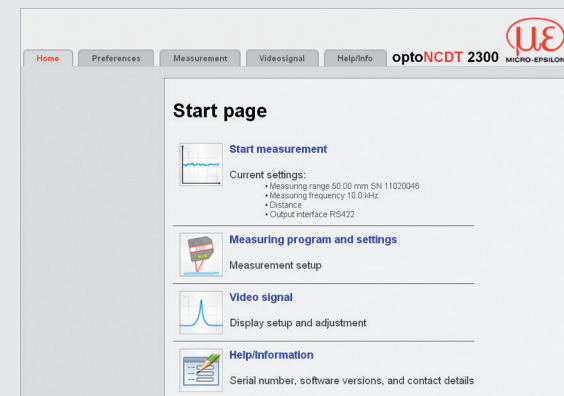 με
Home Preferences Measurement Videosignal Help/Info optoNCDT 2300 MICRO-EPSILON
Start page
Start measurement
Current settings:
• Measuring range 50.00 mm SN 11020046
• Measuring frequency 10.0 kHz
• Distance
• Output interface RS422
Measuring program and settings
Measurement setup
Video signal
Display setup and adjustment
Help/Information
Serial number, software versions, and contact details